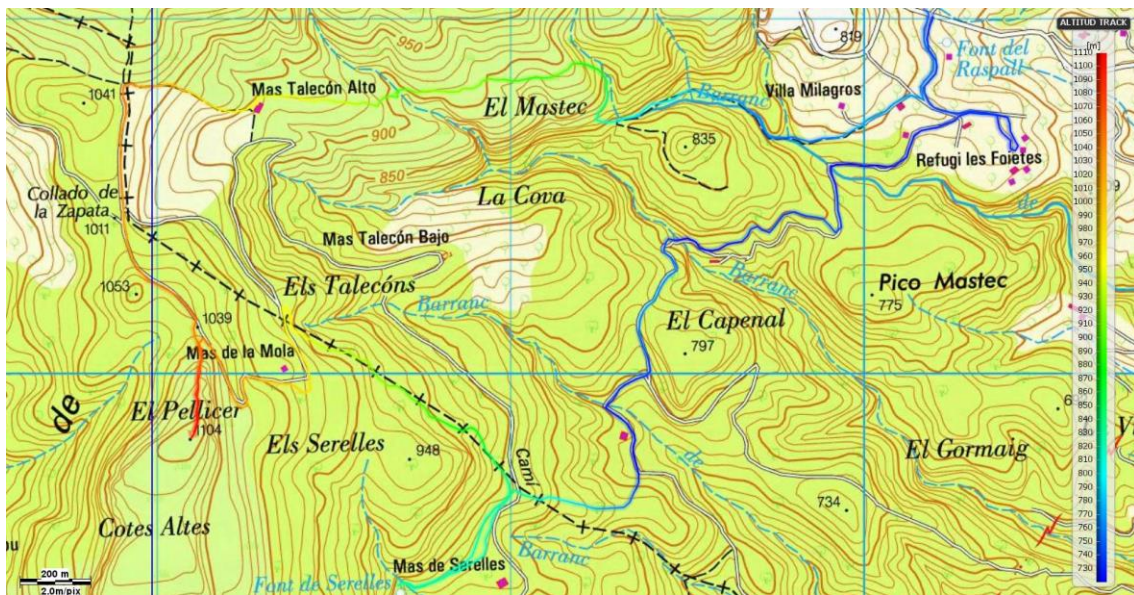 ALTITUD TRACK
[m]
1110
1100
1090
1080
1070
1060
1050
1040
1030
1020
1010
1000
990
980
970
960
950
940
930
920
910
900
890
880
870
860
850
840
830
820
810
800
790
780
770
760
750
740
730
950
819
Font del
Raspall
1041
Mas Talecón Alto
El Mastec
Barranc
Villa Milagros
900
835
Refugi les Foietes
850
La Cova
de
Collado de
la Zapata
1011
Mas Talecón Bajo
1053
Els Talecóns
Barranc
Barranc
Pico Mastec
775
1039
Mas de la Mola
El Capenal
797
de
El Pellicer
1104
Els Serelles
948
Camí
de
El Gormaig
734
Cotes Altes
Mas de Serelles
Barranc
Font de Serelles
200 m
2.0m/pix